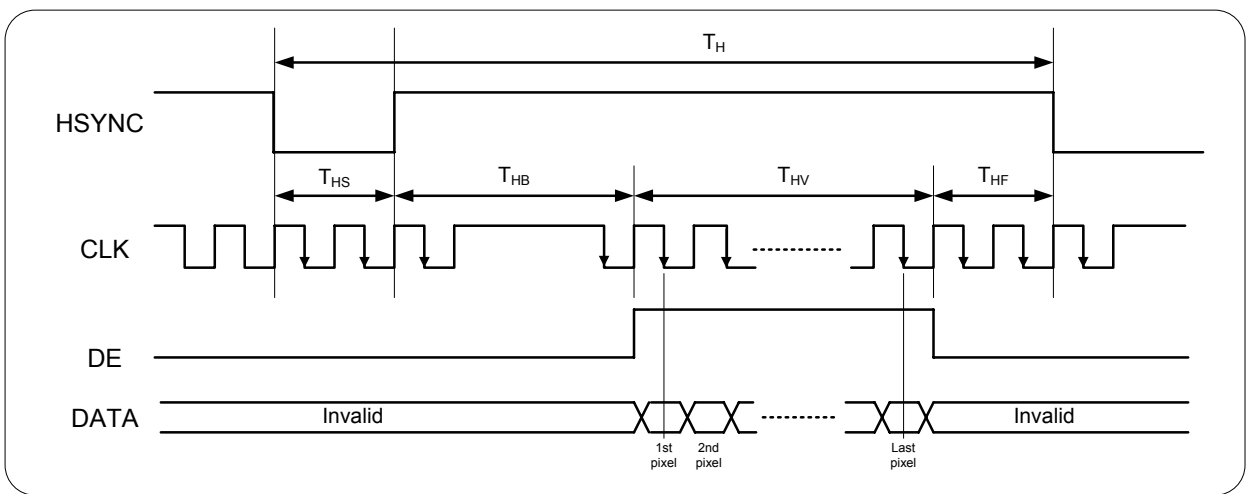 T_H
HSYNC
T_HS T_HB T_HV T_HF
CLK
DE
DATA Invalid Invalid
1st pixel 2nd pixel Last pixel